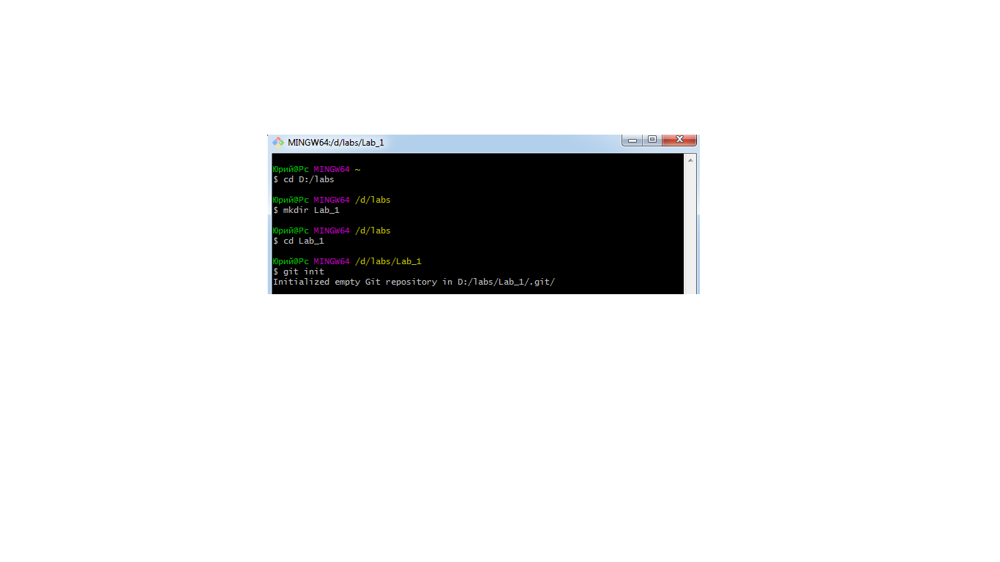 MINGW64:/d/labs/Lab_1
Юрий@Pc MINGW64 ~
$ cd D:/labs
Юрий@Pc MINGW64 /d/labs
$ mkdir Lab_1
Юрий@Pc MINGW64 /d/labs
$ cd Lab_1
Юрий@Pc MINGW64 /d/labs/Lab_1
$ git init
Initialized empty Git repository in D:/labs/Lab_1/.git/